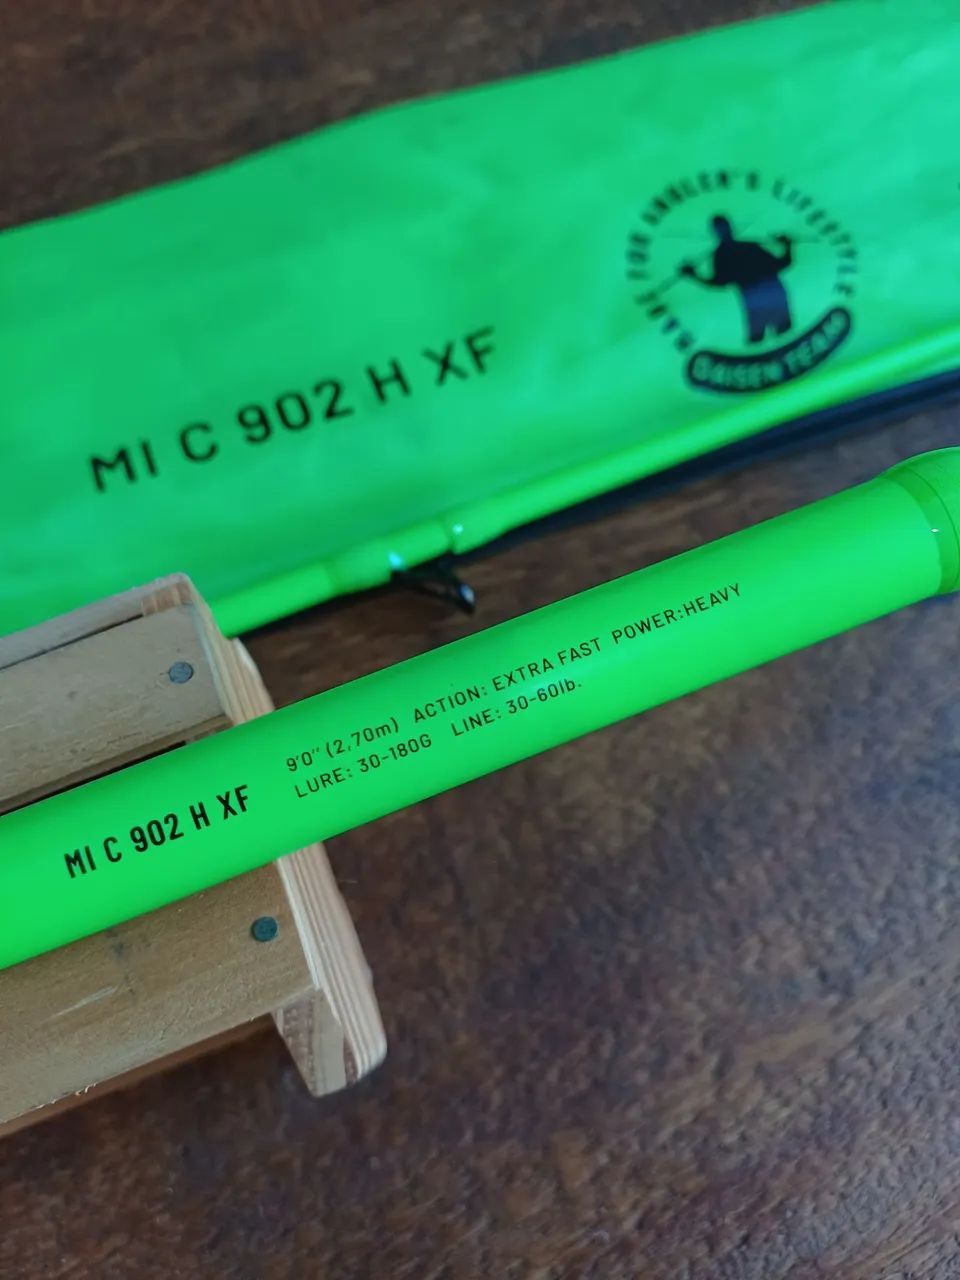 MADE FOR ANGLER'S LIFESTYLE
DAISEN TEAM
MI C 902 H XF
MI C 902 H XF
9'0" (2,70m) ACTION: EXTRA FAST POWER:HEAVY
LURE: 30-180G LINE: 30-60lb.